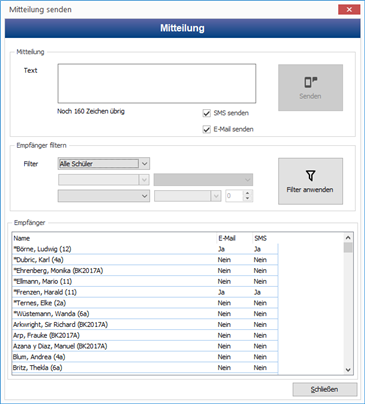 Mitteilung senden
Mitteilung
Mitteilung
Text
Senden
Noch 160 Zeichen übrig
SMS senden
E-Mail senden
Empfänger filtern
Filter
Alle Schüler
Filter anwenden
0
Empfänger
Name E-Mail SMS
*Börne, Ludwig (12) Ja Ja
*Dubric, Karl (4a) Nein Nein
*Ehrenberg, Monika (BK2017A) Nein Nein
*Ellmann, Mario (11) Nein Nein
*Frenzen, Harald (11) Ja Ja
*Ternes, Elke (2a) Nein Nein
*Wüstemann, Wanda (6a) Nein Nein
Arkwright, Sir Richard (BK2017A) Nein Nein
Arp, Frauke (BK2017A) Nein Nein
Azana y Diaz, Manuel (BK2017A) Nein Nein
Blum, Andrea (4a) Nein Nein
Britz, Thekla (6a) Nein Nein
Schließen